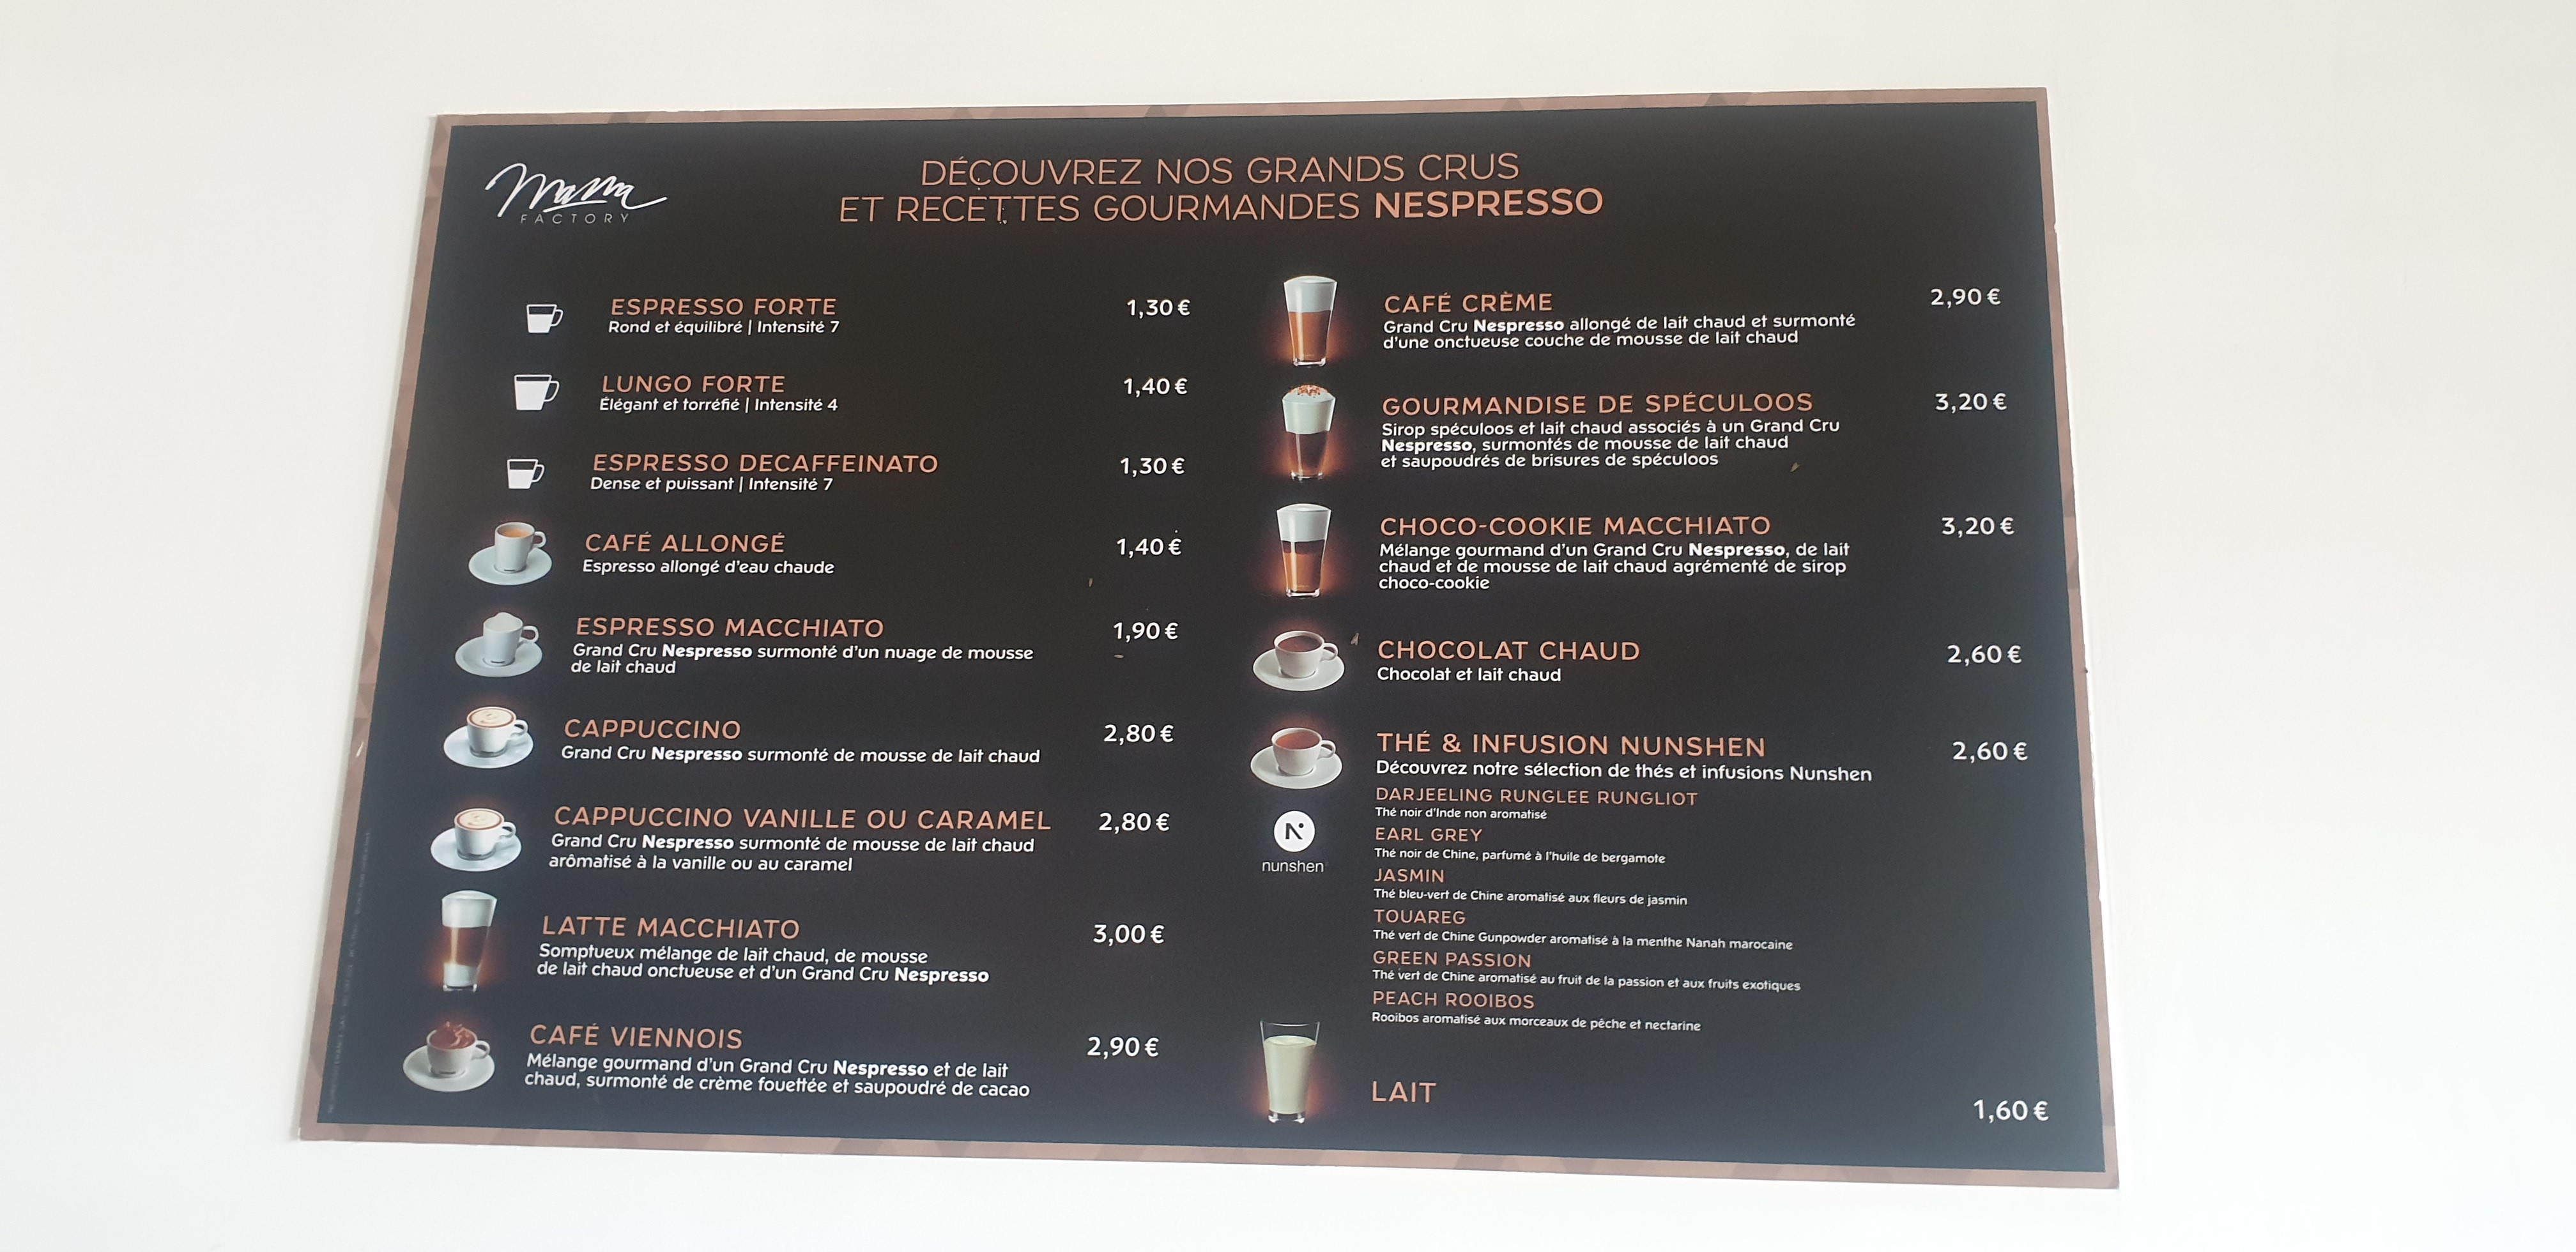 Mama
FACTORY
DÉCOUVREZ NOS GRANDS CRUS
ET RECETTES GOURMANDES NESPRESSO
ESPRESSO FORTE 1,30 €
Rond et équilibré | Intensité 7
LUNGO FORTE 1,40 €
Élégant et torréfié | Intensité 4
ESPRESSO DECAFFEINATO 1,30 €
Dense et puissant | Intensité 7
CAFÉ ALLONGÉ 1,40 €
Espresso allongé d'eau chaude
ESPRESSO MACCHIATO 1,90 €
Grand Cru Nespresso surmonté d'un nuage de mousse
de lait chaud
CAPPUCCINO 2,80 €
Grand Cru Nespresso surmonté de mousse de lait chaud
CAPPUCCINO VANILLE OU CARAMEL 2,80 €
Grand Cru Nespresso surmonté de mousse de lait chaud
arômatisé à la vanille ou au caramel
LATTE MACCHIATO 3,00 €
Somptueux mélange de lait chaud, de mousse
de lait chaud onctueuse et d'un Grand Cru Nespresso
CAFÉ VIENNOIS 2,90 €
Mélange gourmand d'un Grand Cru Nespresso et de lait
chaud, surmonté de crème fouettée et saupoudré de cacao
CAFÉ CRÈME 2,90 €
Grand Cru Nespresso allongé de lait chaud et surmonté
d'une onctueuse couche de mousse de lait chaud
GOURMANDISE DE SPÉCULOOS 3,20 €
Sirop spéculoos et lait chaud associés à un Grand Cru
Nespresso, surmontés de mousse de lait chaud
et saupoudrés de brisures de spéculoos
CHOCO-COOKIE MACCHIATO 3,20 €
Mélange gourmand d'un Grand Cru Nespresso, de lait
chaud et de mousse de lait chaud agrémenté de sirop
choco-cookie
CHOCOLAT CHAUD 2,60 €
Chocolat et lait chaud
THÉ & INFUSION NUNSHEN 2,60 €
Découvrez notre sélection de thés et infusions Nunshen
DARJEELING RUNGLEE RUNGLIOT
Thé noir d'Inde non aromatisé
N
nunshen
EARL GREY
Thé noir de Chine, parfumé à l'huile de bergamote
JASMIN
Thé bleu-vert de Chine aromatisé aux fleurs de jasmin
TOUAREG
Thé vert de Chine Gunpowder aromatisé à la menthe Nanah marocaine
GREEN PASSION
Thé vert de Chine aromatisé au fruit de la passion et aux fruits exotiques
PEACH ROOIBOS
Rooibos aromatisé aux morceaux de pêche et nectarine
LAIT 1,60 €